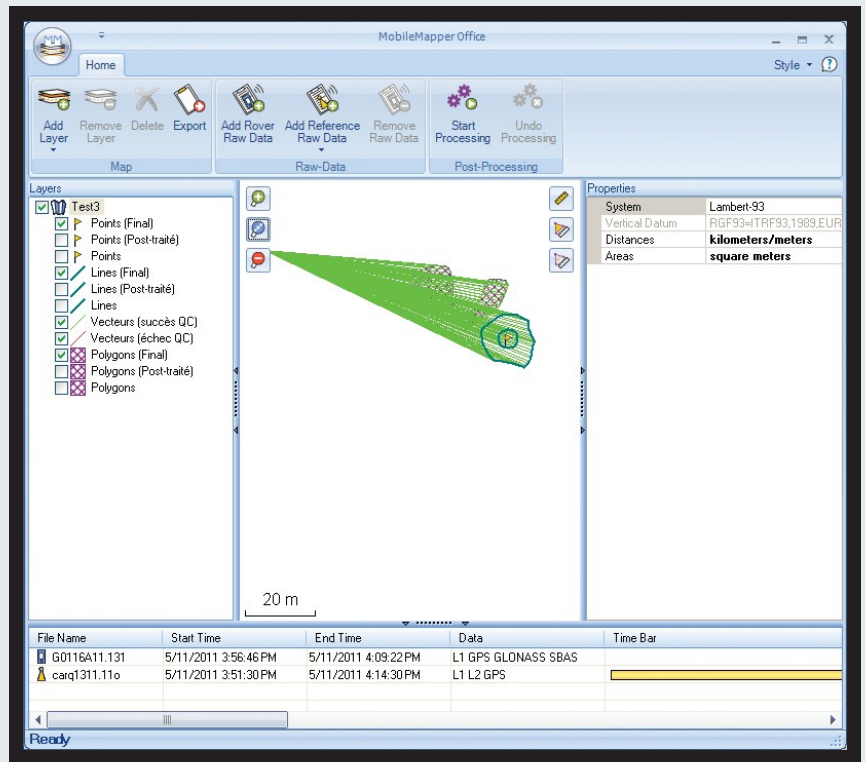 MM
MobileMapper Office
Home
Style
Add Layer
Remove Layer
Delete
Export
Add Rover Raw Data
Add Reference Raw Data
Remove Raw Data
Start Processing
Undo Processing
Map
Raw-Data
Post-Processing
Layers
Test3
Points (Final)
Points (Post-traité)
Points
Lines (Final)
Lines (Post-traité)
Lines
Vecteurs (succès QC)
Vecteurs (échec QC)
Polygons (Final)
Polygons (Post-traité)
Polygons
20 m
Properties
System Lambert-93
Vertical Datum RGF93=ITRF93,1989,EUR
Distances kilometers/meters
Areas square meters
File Name Start Time End Time Data Time Bar
G0116A11.131 5/11/2011 3:56:46 PM 5/11/2011 4:09:22 PM L1 GPS GLONASS SBAS
carq1311.11o 5/11/2011 3:51:30 PM 5/11/2011 4:14:30 PM L1 L2 GPS
Ready